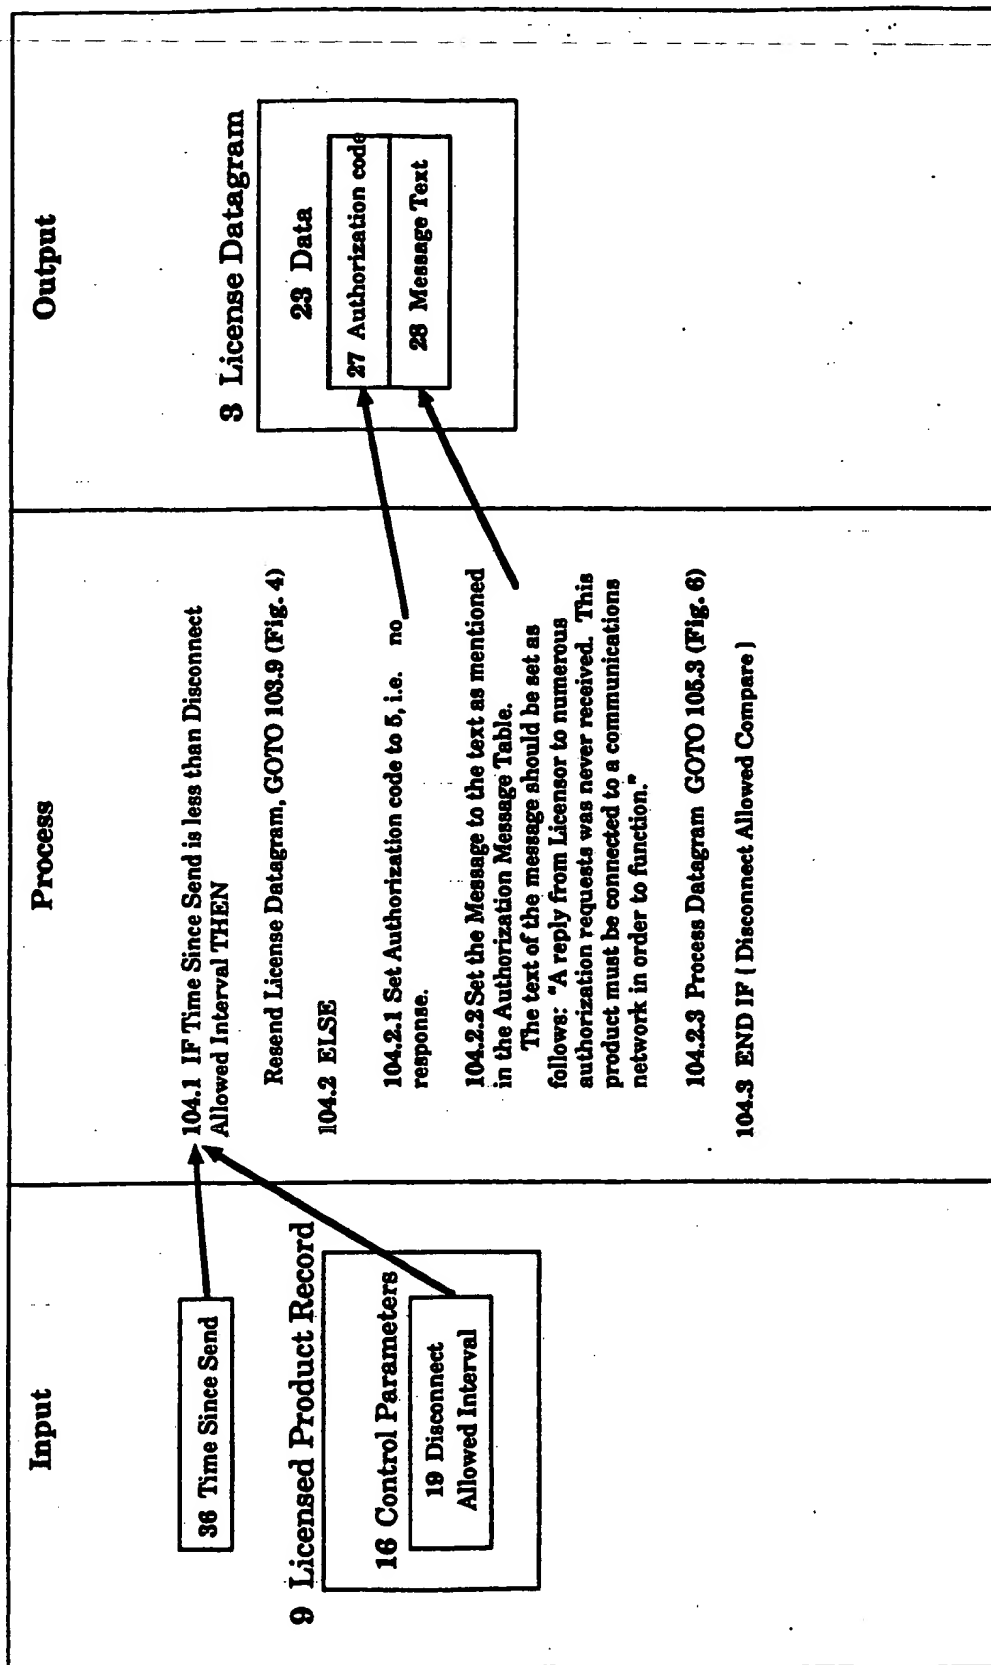 Input
36 Time Since Send
9 Licensed Product Record
16 Control Parameters
19 Disconnect
Allowed Interval
Process
104.1 IF Time Since Send is less than Disconnect
Allowed Interval THEN
Resend License Datagram, GOTO 103.9 (Fig. 4)
104.2 ELSE
104.2.1 Set Authorization code to 5, i.e. no
response.
104.2.2 Set the Message to the text as mentioned
in the Authorization Message Table.
The text of the message should be set as
follows: "A reply from Licensor to numerous
authorization requests was never received. This
product must be connected to a communications
network in order to function."
104.2.3 Process Datagram GOTO 105.3 (Fig. 6)
104.3 END IF { Disconnect Allowed Compare }
Output
3 License Datagram
23 Data
27 Authorization code
28 Message Text